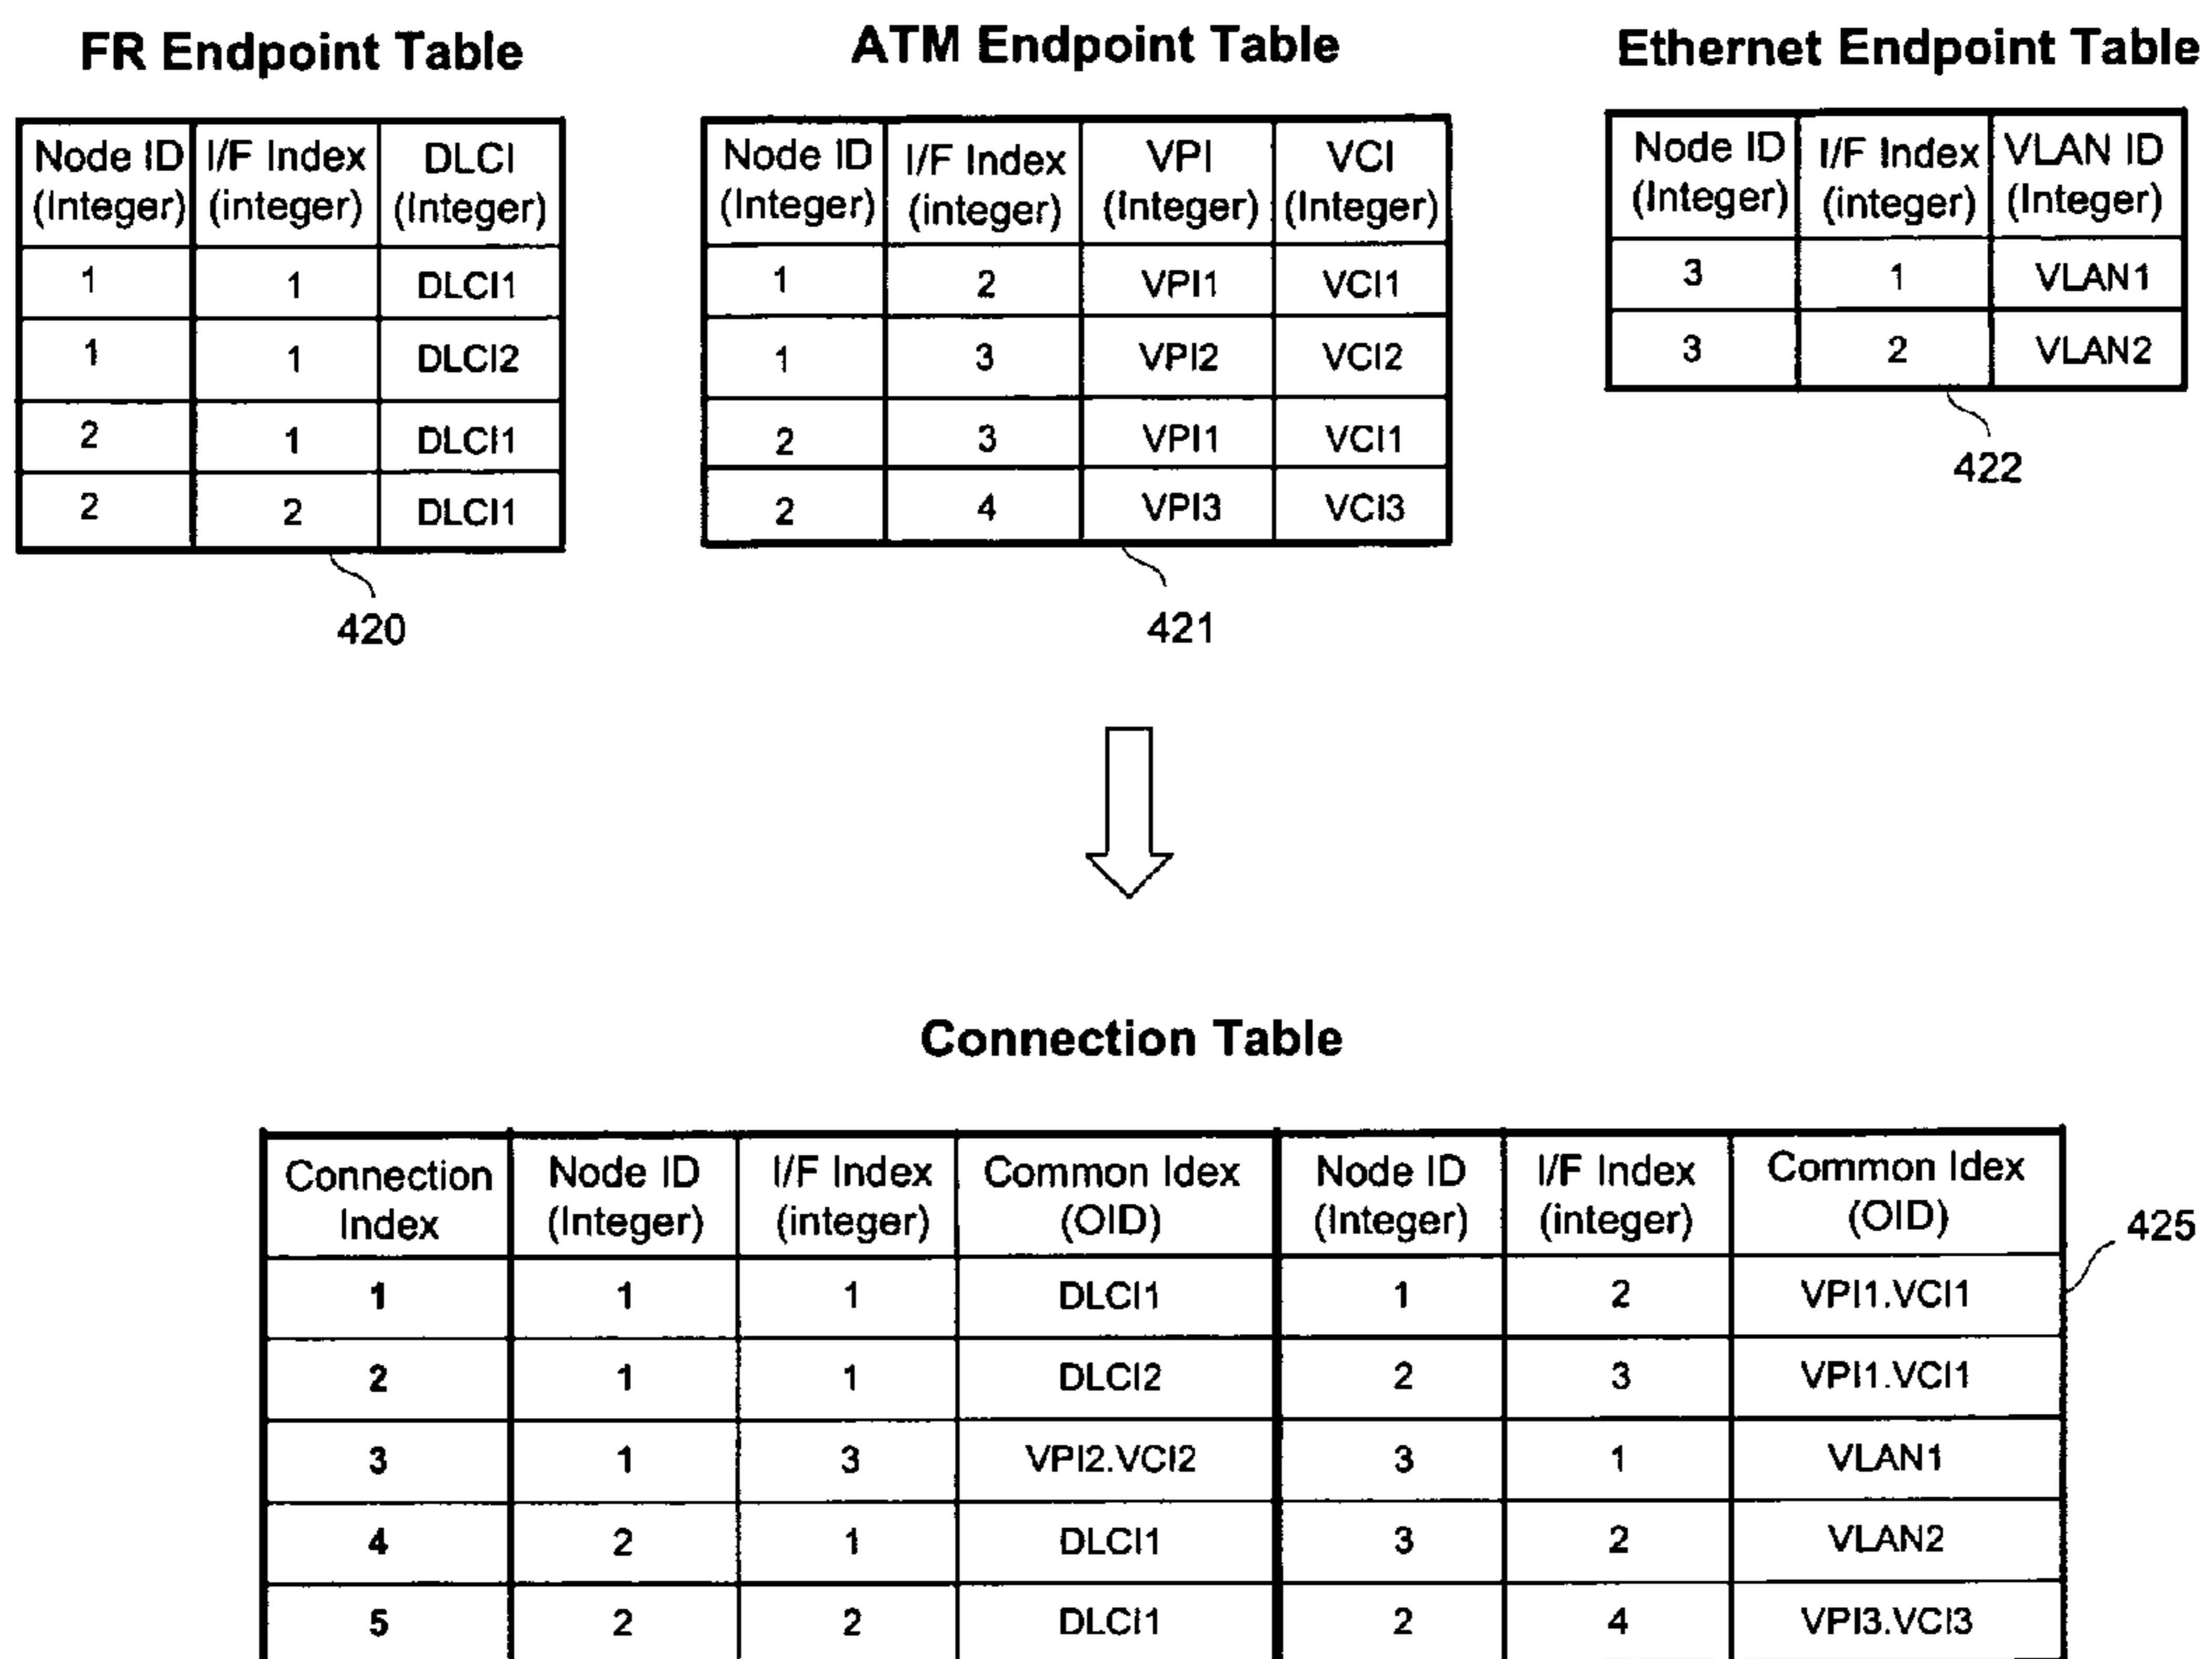 FR Endpoint Table
Node ID (Integer) I/F Index (integer) DLCI (Integer)
1 1 DLCI1
1 1 DLCI2
2 1 DLCI1
2 2 DLCI1
420
ATM Endpoint Table
Node ID (Integer) I/F Index (integer) VPI (Integer) VCI (Integer)
1 2 VPI1 VCI1
1 3 VPI2 VCI2
2 3 VPI1 VCI1
2 4 VPI3 VCI3
421
Ethernet Endpoint Table
Node ID (Integer) I/F Index (integer) VLAN ID (Integer)
3 1 VLAN1
3 2 VLAN2
422
Connection Table
Connection Index Node ID (Integer) I/F Index (integer) Common Idex (OID) Node ID (Integer) I/F Index (integer) Common Idex (OID)
1 1 1 DLCI1 1 2 VPI1.VCI1
2 1 1 DLCI2 2 3 VPI1.VCI1
3 1 3 VPI2.VCI2 3 1 VLAN1
4 2 1 DLCI1 3 2 VLAN2
5 2 2 DLCI1 2 4 VPI3.VCI3
425